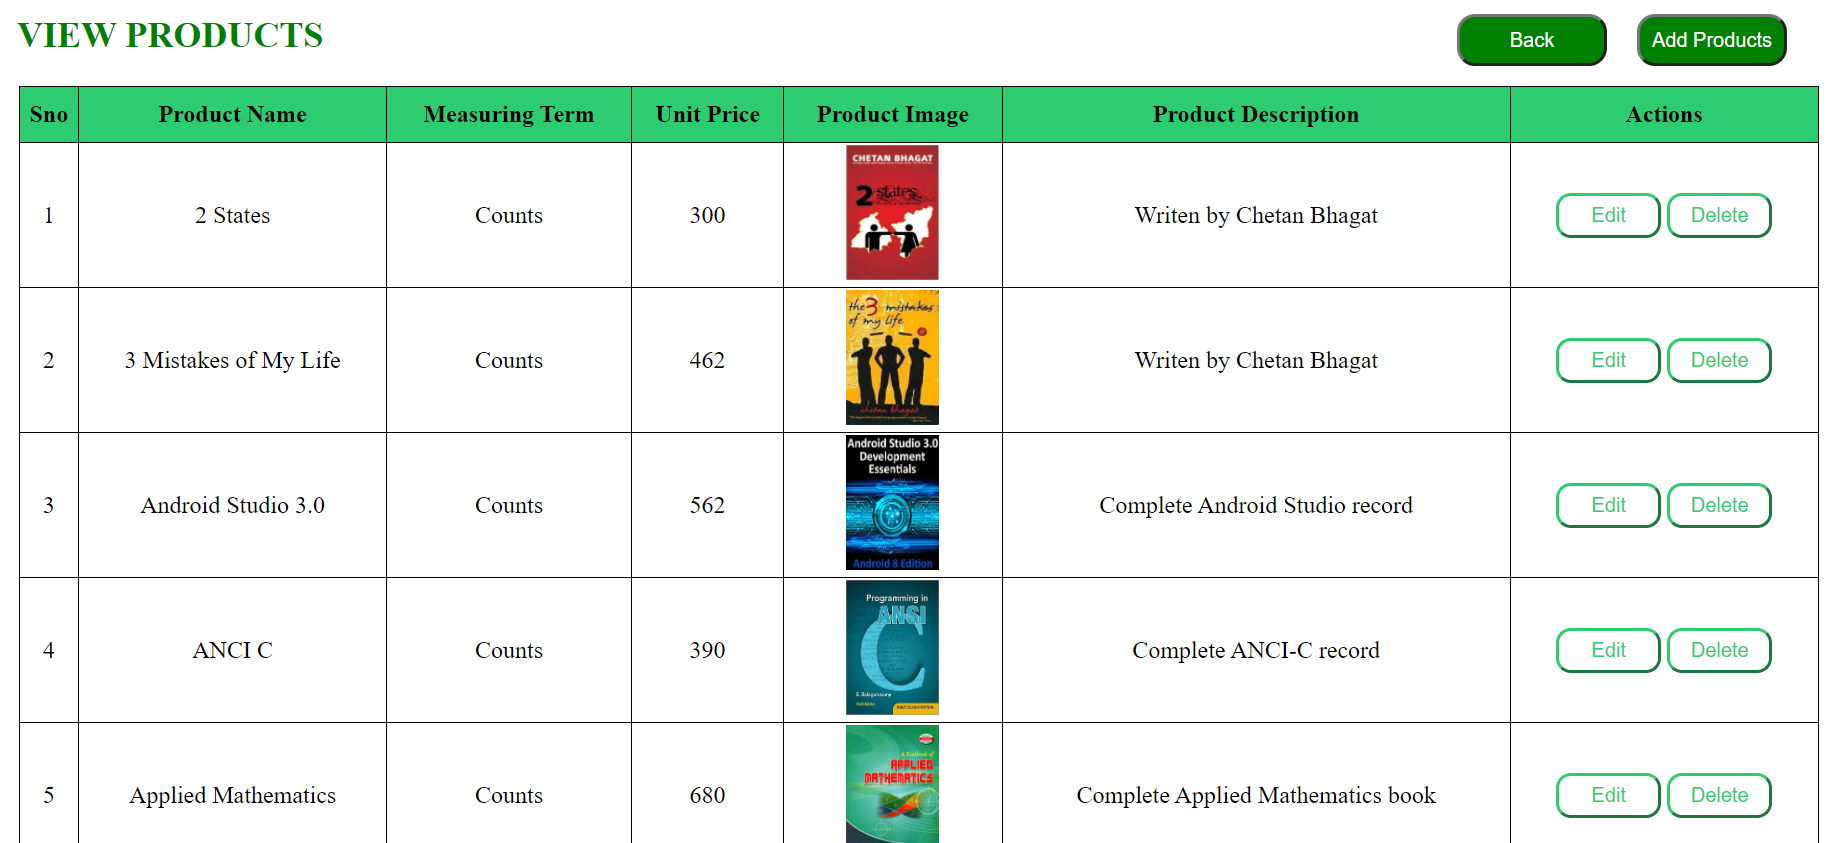 VIEW PRODUCTS
Back
Add Products
Sno Product Name Measuring Term Unit Price Product Image Product Description Actions
CHETAN BHAGAT
2 states
1 2 States Counts 300 Writen by Chetan Bhagat Edit Delete
the 3 mistakes
of my life
2 3 Mistakes of My Life Counts 462 Writen by Chetan Bhagat Edit Delete
chetan bhagat
Android Studio 3.0
Development
Essentials
3 Android Studio 3.0 Counts 562 Complete Android Studio record Edit Delete
Android 8 Edition
Programming in
ANSI
C
4 ANCI C Counts 390 Complete ANCI-C record Edit Delete
E. Balagurusamy
A Textbook of
APPLIED
MATHEMATICS
5 Applied Mathematics Counts 680 Complete Applied Mathematics book Edit Delete